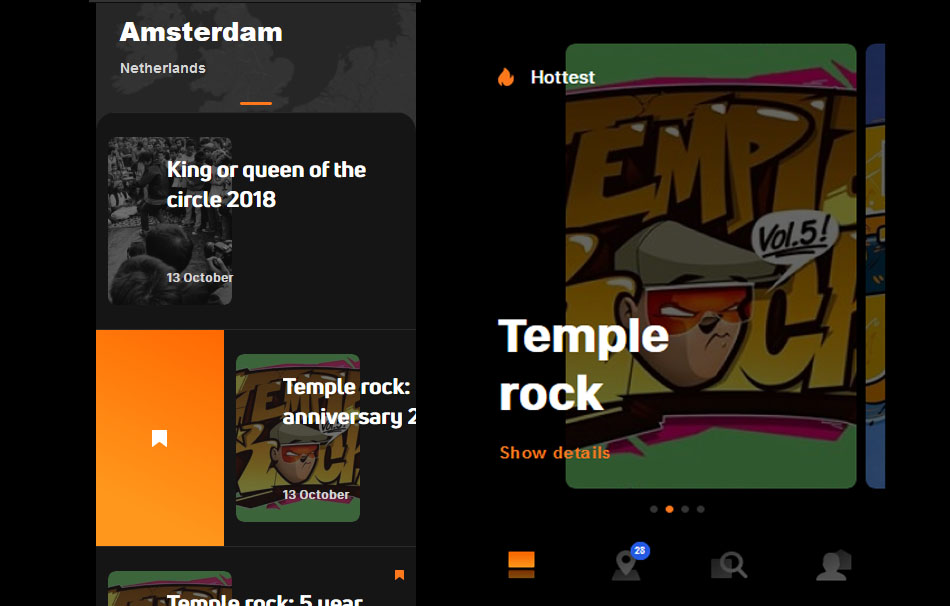 Amsterdam
Netherlands
King or queen of the
circle 2018
13 October
Temple rock:
anniversary 2
13 October
Temple rock: 5 year
Hottest
TEMPLE
Vol.5!
Temple
rock
Show details
28